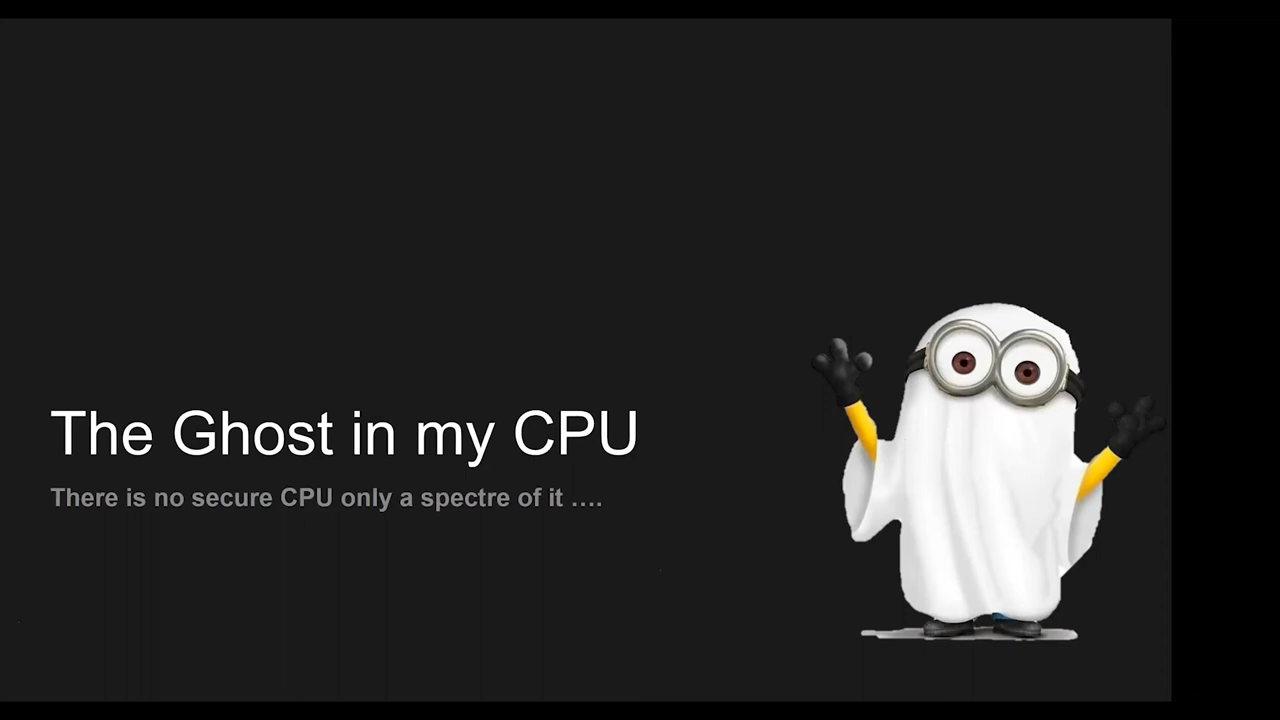 The Ghost in my CPU
There is no secure CPU only a spectre of it ….